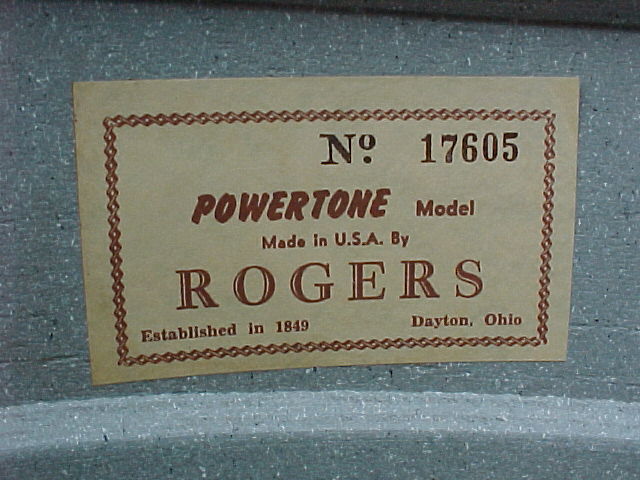 Nº 17605
POWERTONE Model
Made in U.S.A. By
ROGERS
Established in 1849 Dayton, Ohio